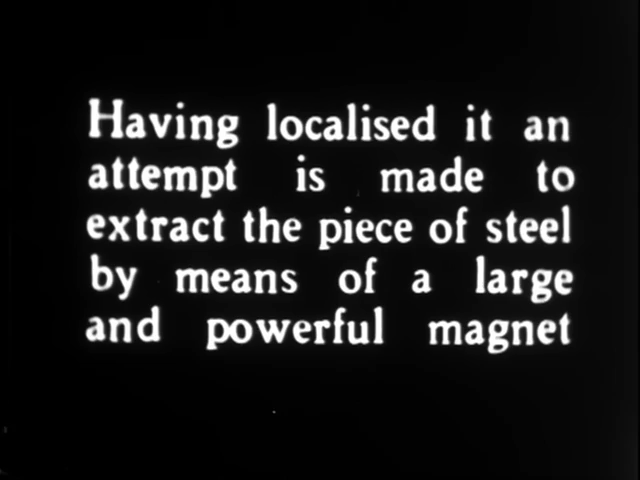 Having localised it an
attempt is made to
extract the piece of steel
by means of a large
and powerful magnet